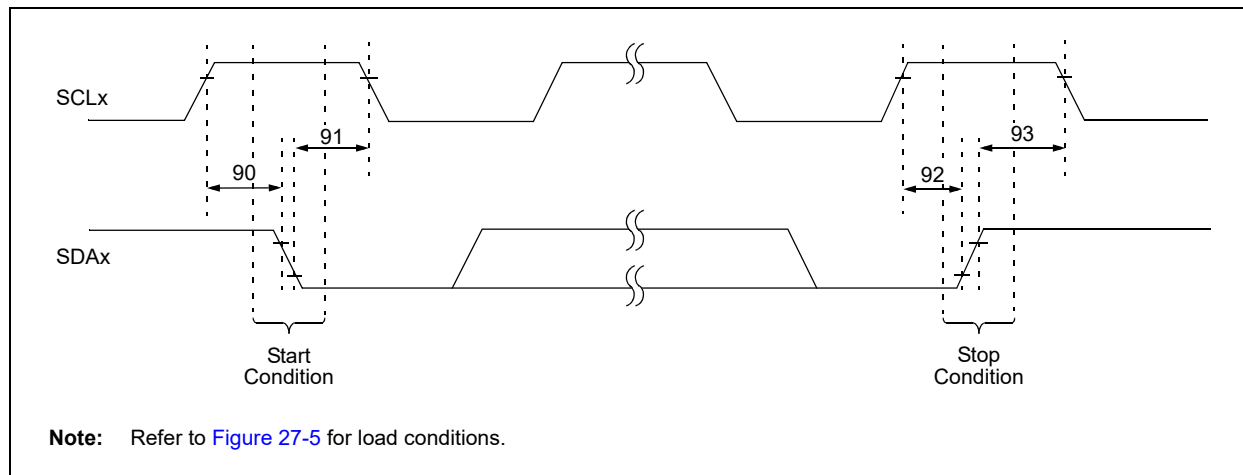 SCLx
91
93
90
92
SDAx
Start
Condition
Stop
Condition
Note: Refer to Figure 27-5 for load conditions.